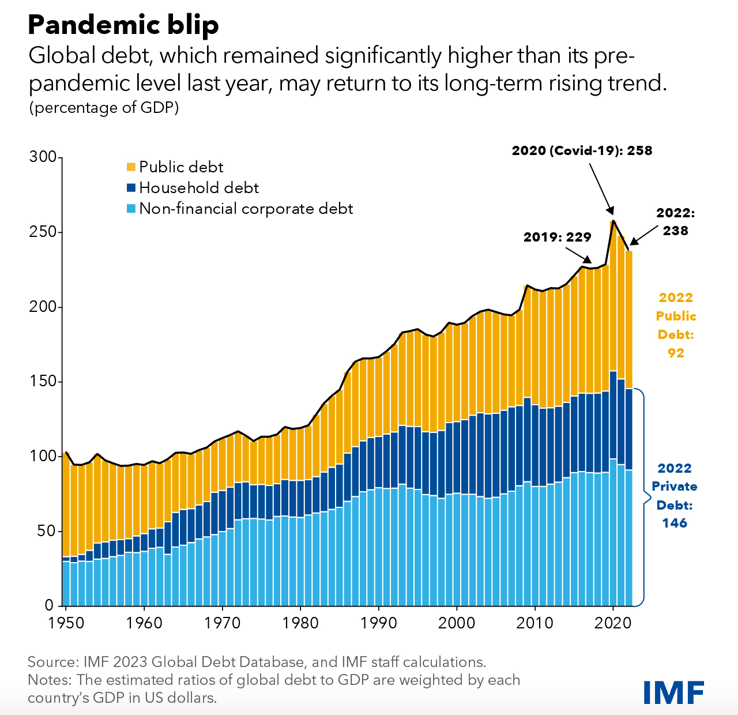 Pandemic blip
Global debt, which remained significantly higher than its pre-
pandemic level last year, may return to its long-term rising trend.
(percentage of GDP)
300
250
200
150
100
50
0
Public debt
Household debt
Non-financial corporate debt
2020 (Covid-19): 258
2019: 229
2022:
238
2022
Public
Debt:
92
2022
Private
Debt:
146
1950
1960
1970
1980
1990
2000
2010
2020
Source: IMF 2023 Global Debt Database, and IMF staff calculations.
Notes: The estimated ratios of global debt to GDP are weighted by each
country's GDP in US dollars.
IMF